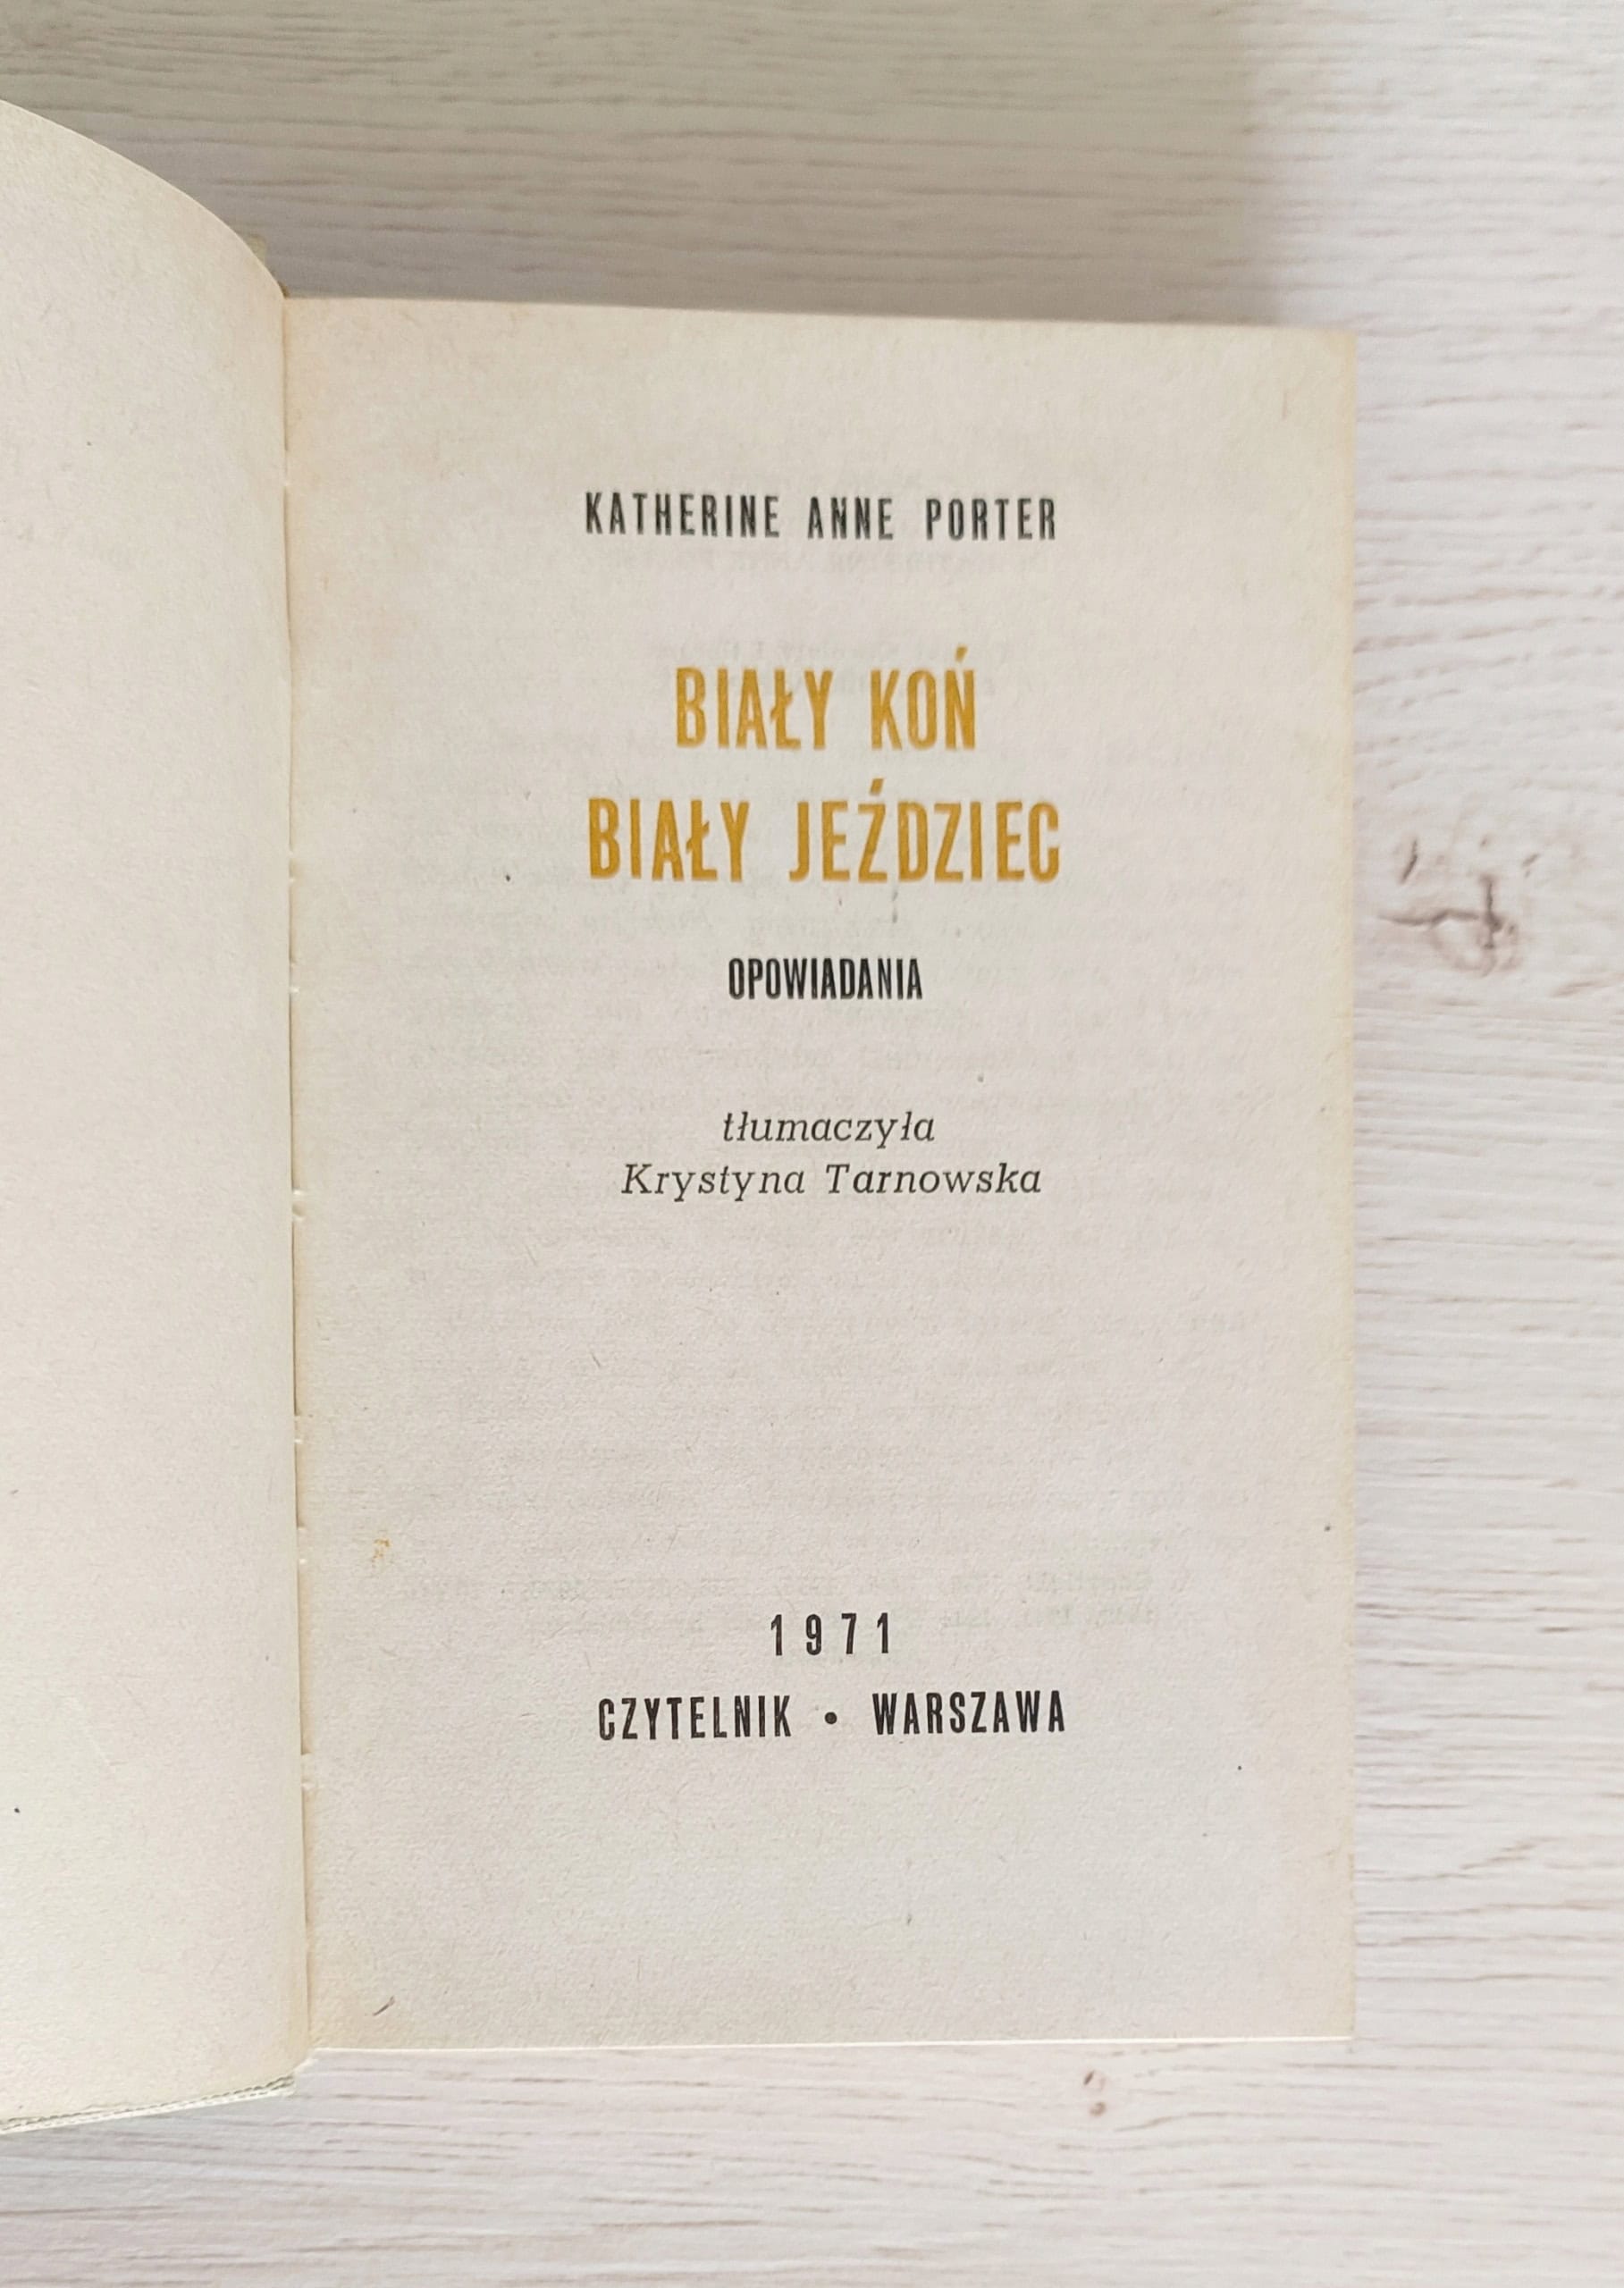 KATHERINE ANNE PORTER
BIAŁY KOŃ
BIAŁY JEŹDZIEC
OPOWIADANIA
tłumaczyła
Krystyna Tarnowska
1971
CZYTELNIK • WARSZAWA